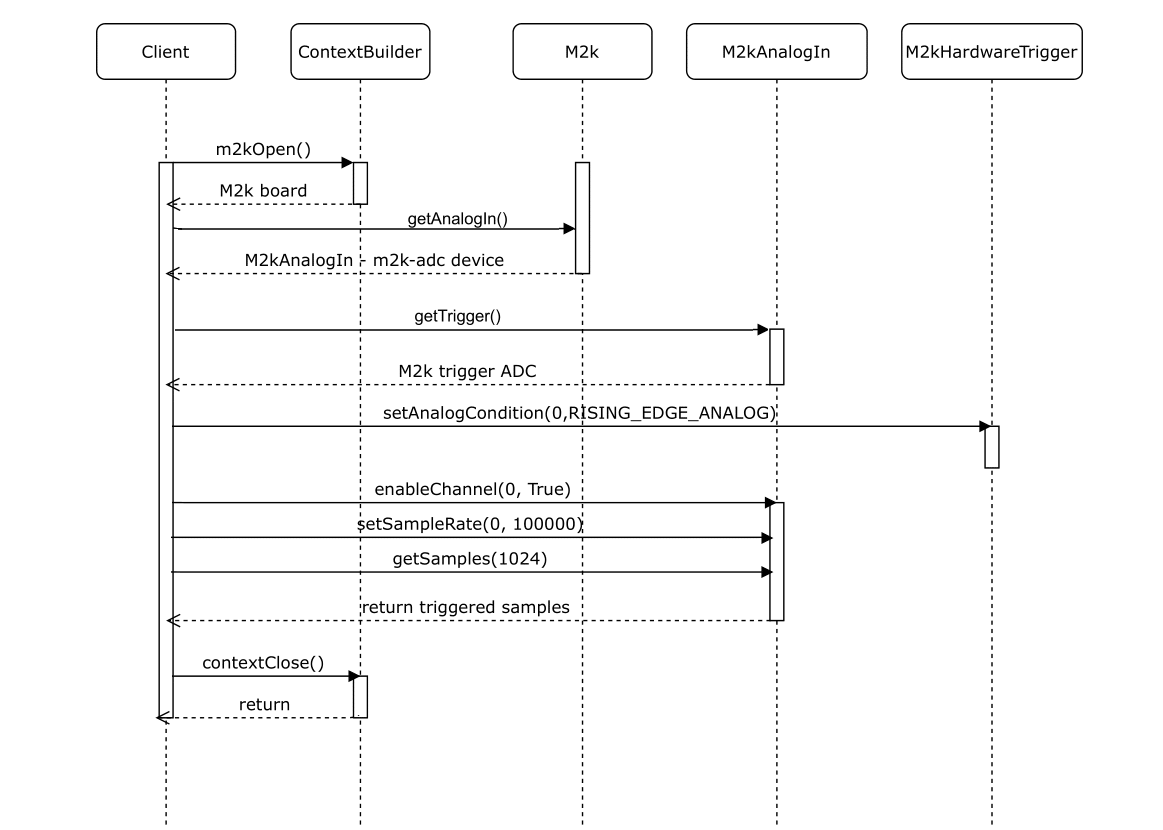 Client
ContextBuilder
M2k
M2kAnalogIn
M2kHardwareTrigger
m2kOpen()
M2k board
getAnalogIn()
M2kAnalogIn - m2k-adc device
getTrigger()
M2k trigger ADC
setAnalogCondition(0,RISING_EDGE_ANALOG)
enableChannel(0, True)
setSampleRate(0, 100000)
getSamples(1024)
return triggered samples
contextClose()
return